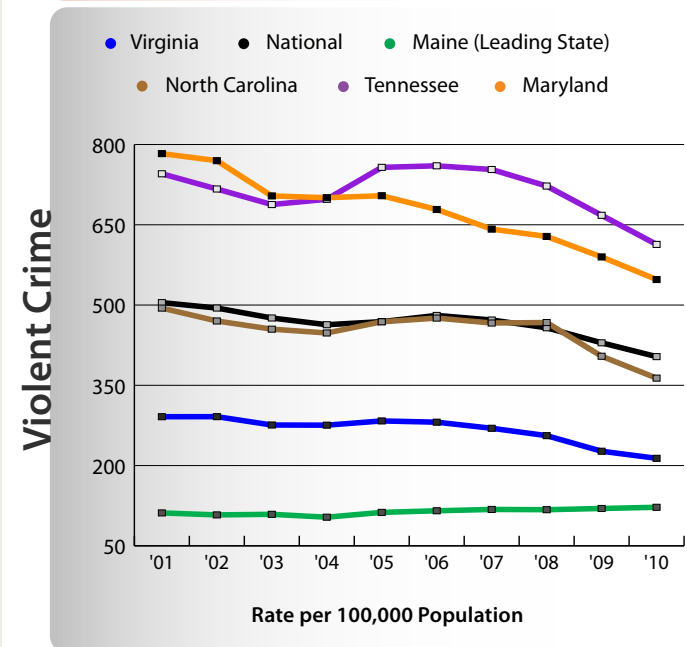 Virginia National Maine (Leading State)
North Carolina Tennessee Maryland
Violent Crime
800
650
500
350
200
50
'01 '02 '03 '04 '05 '06 '07 '08 '09 '10
Rate per 100,000 Population